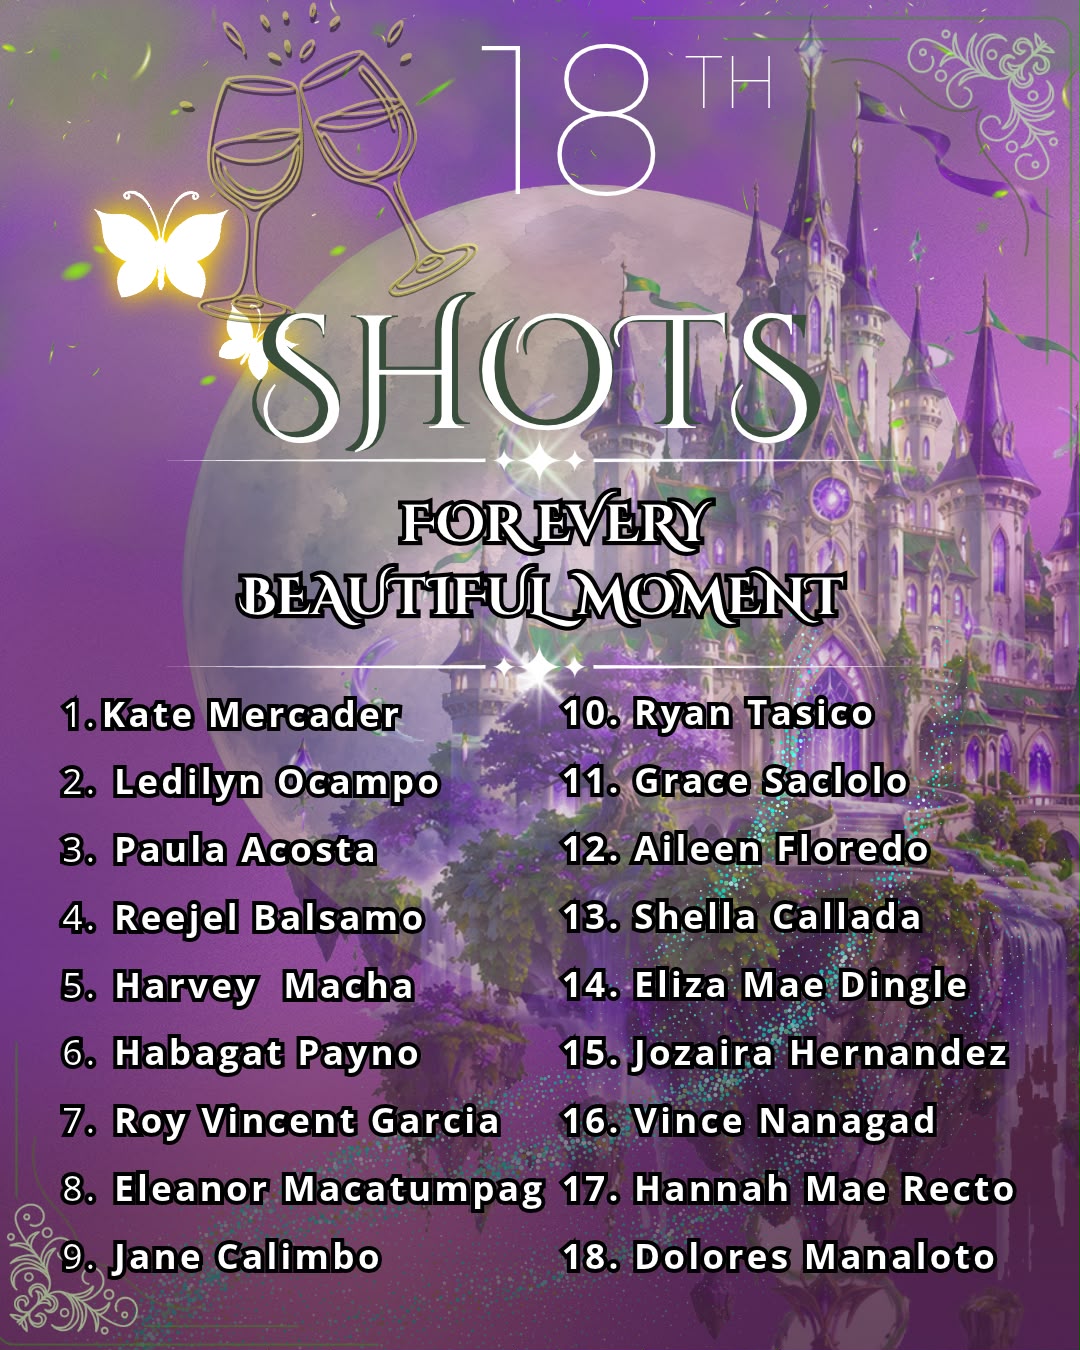 18 TH
SHOTS
FOR EVERY
BEAUTIFUL MOMENT
1. Kate Mercader
2. Ledilyn Ocampo
3. Paula Acosta
4. Reejel Balsamo
5. Harvey Macha
6. Habagat Payno
7. Roy Vincent Garcia
8. Eleanor Macatumpag
9. Jane Calimbo
10. Ryan Tasico
11. Grace Saclolo
12. Aileen Floredo
13. Shella Callada
14. Eliza Mae Dingle
15. Jozaira Hernandez
16. Vince Nanagad
17. Hannah Mae Recto
18. Dolores Manaloto